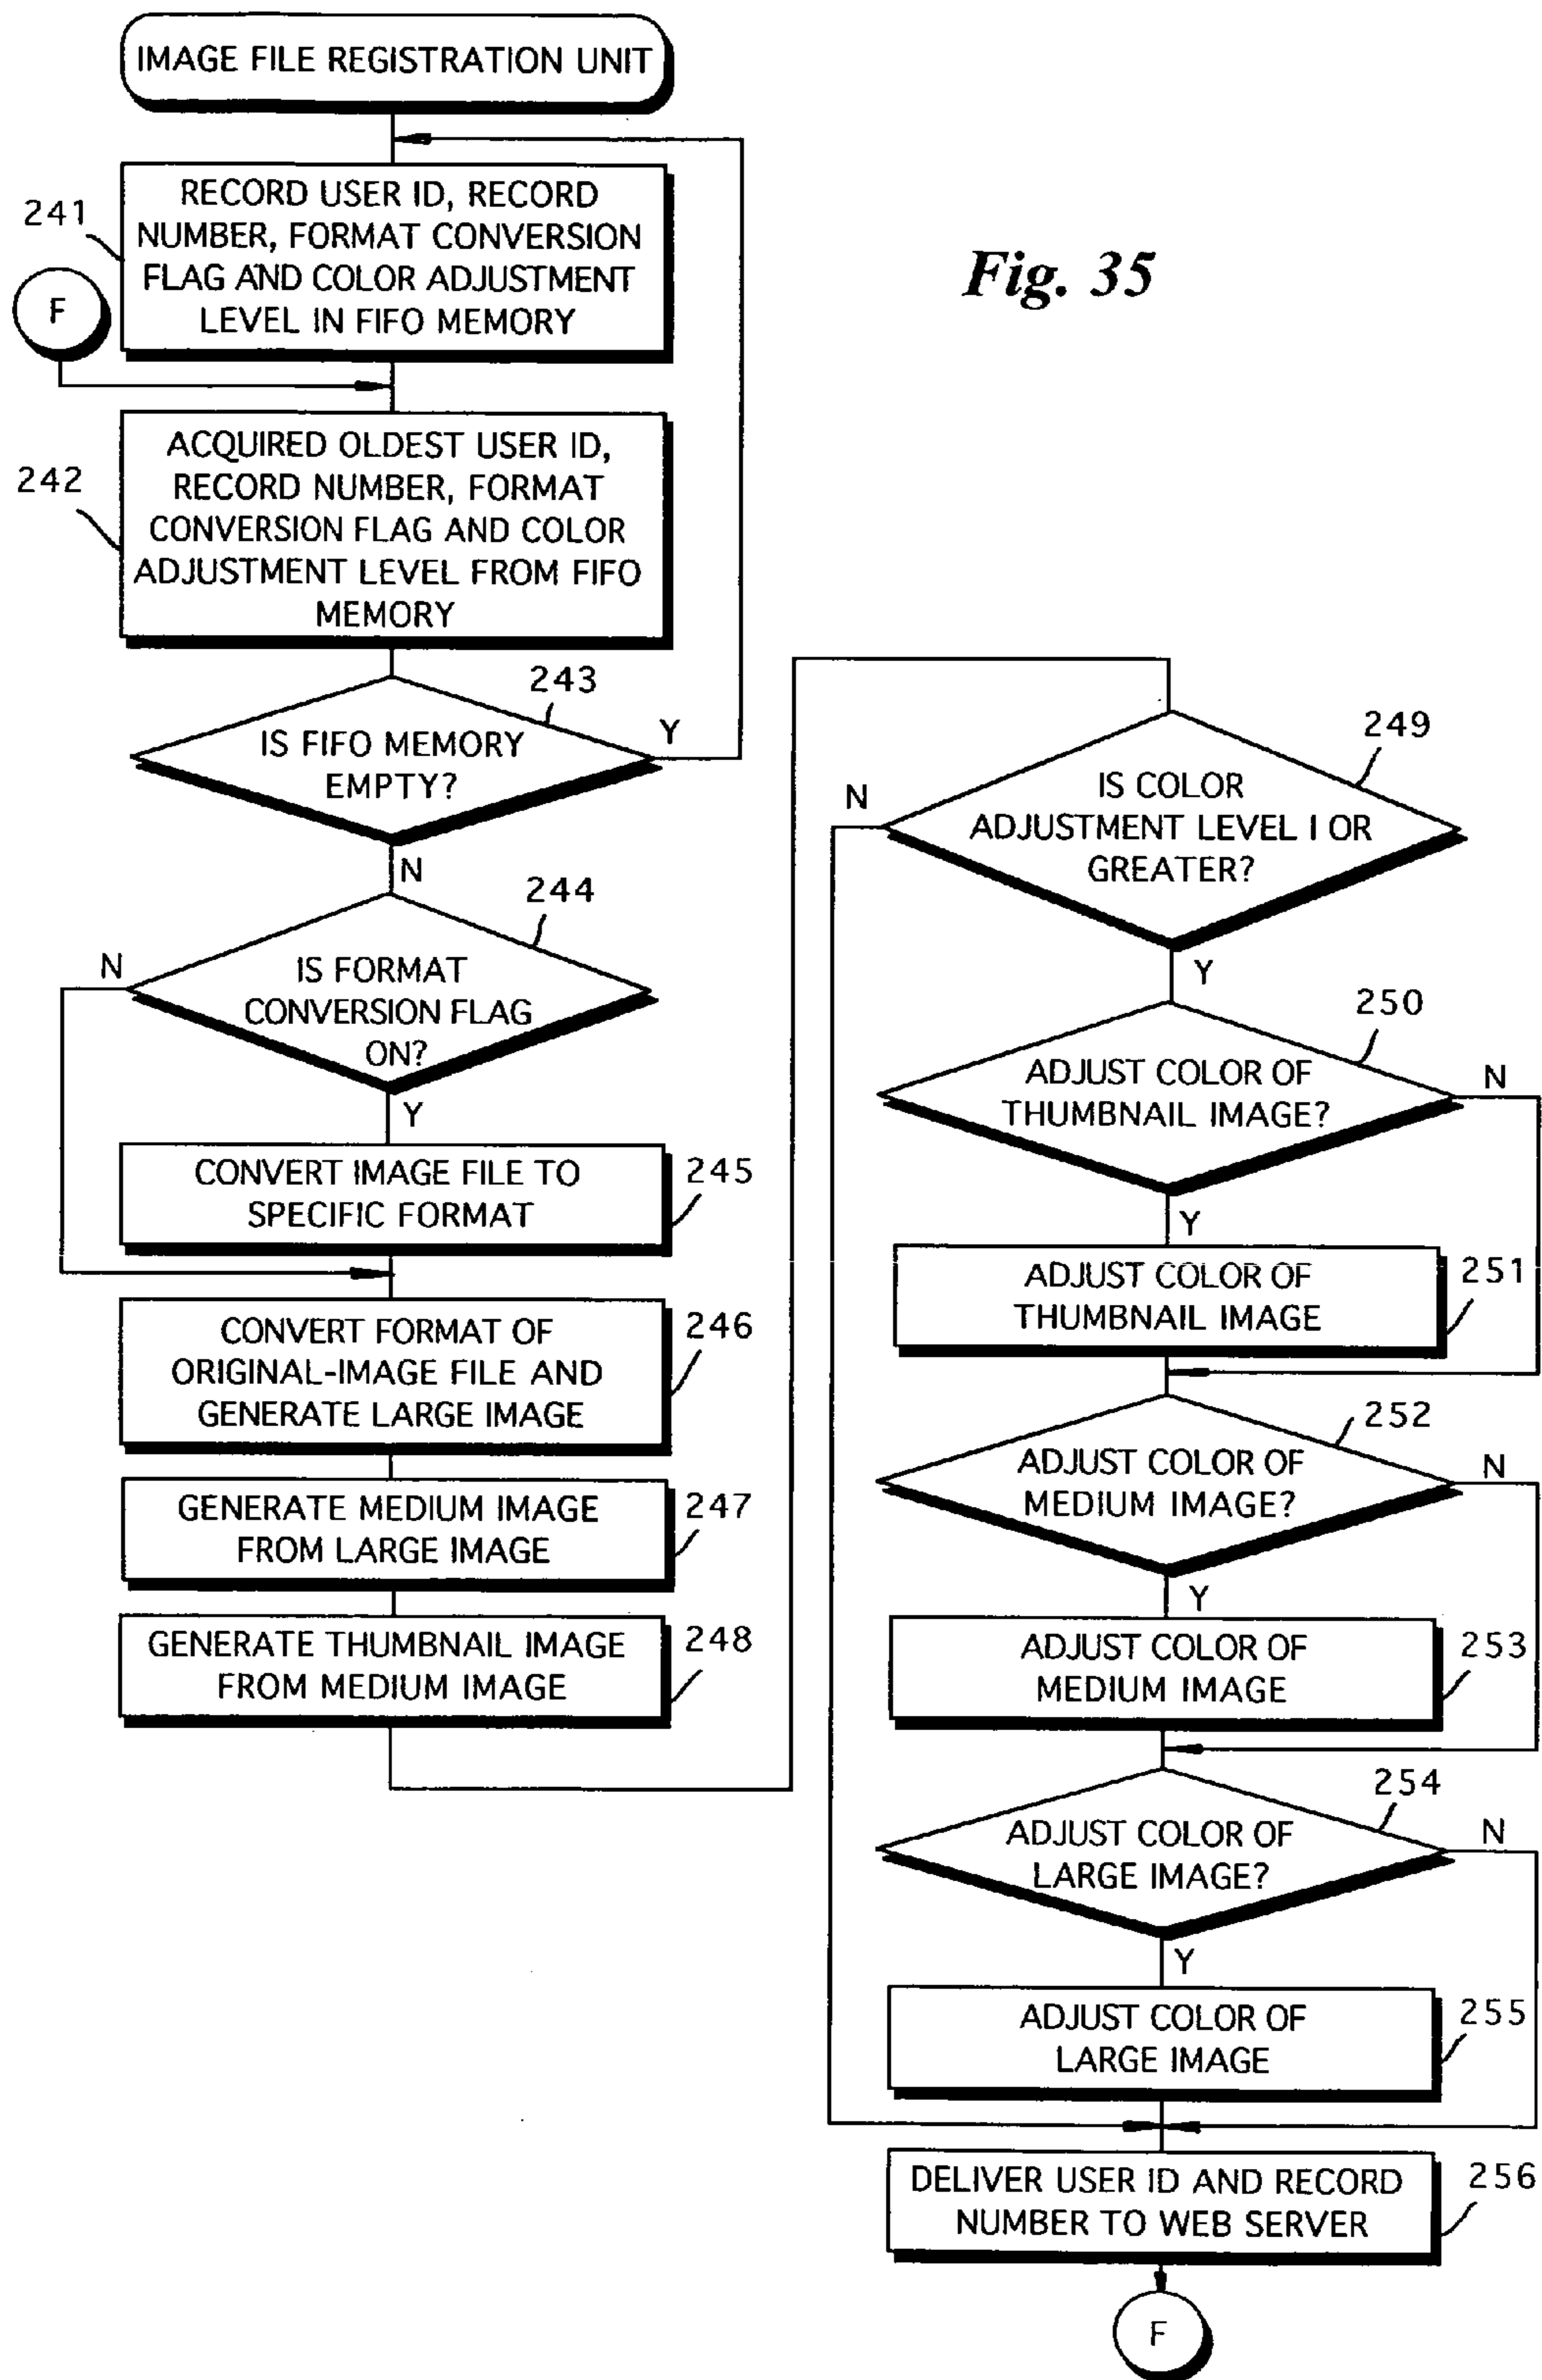 IMAGE FILE REGISTRATION UNIT
241
RECORD USER ID, RECORD
NUMBER, FORMAT CONVERSION
FLAG AND COLOR ADJUSTMENT
LEVEL IN FIFO MEMORY
F
Fig. 35
242
ACQUIRED OLDEST USER ID,
RECORD NUMBER, FORMAT
CONVERSION FLAG AND COLOR
ADJUSTMENT LEVEL FROM FIFO
MEMORY
243
IS FIFO MEMORY
EMPTY?
Y
N
244
IS FORMAT
CONVERSION FLAG
ON?
N
Y
CONVERT IMAGE FILE TO
SPECIFIC FORMAT
245
CONVERT FORMAT OF
ORIGINAL-IMAGE FILE AND
GENERATE LARGE IMAGE
246
GENERATE MEDIUM IMAGE
FROM LARGE IMAGE
247
GENERATE THUMBNAIL IMAGE
FROM MEDIUM IMAGE
248
249
IS COLOR
ADJUSTMENT LEVEL I OR
GREATER?
N
Y
250
ADJUST COLOR OF
THUMBNAIL IMAGE?
N
Y
ADJUST COLOR OF
THUMBNAIL IMAGE
251
252
ADJUST COLOR OF
MEDIUM IMAGE?
N
Y
ADJUST COLOR OF
MEDIUM IMAGE
253
254
ADJUST COLOR OF
LARGE IMAGE?
N
Y
ADJUST COLOR OF
LARGE IMAGE
255
DELIVER USER ID AND RECORD
NUMBER TO WEB SERVER
256
F